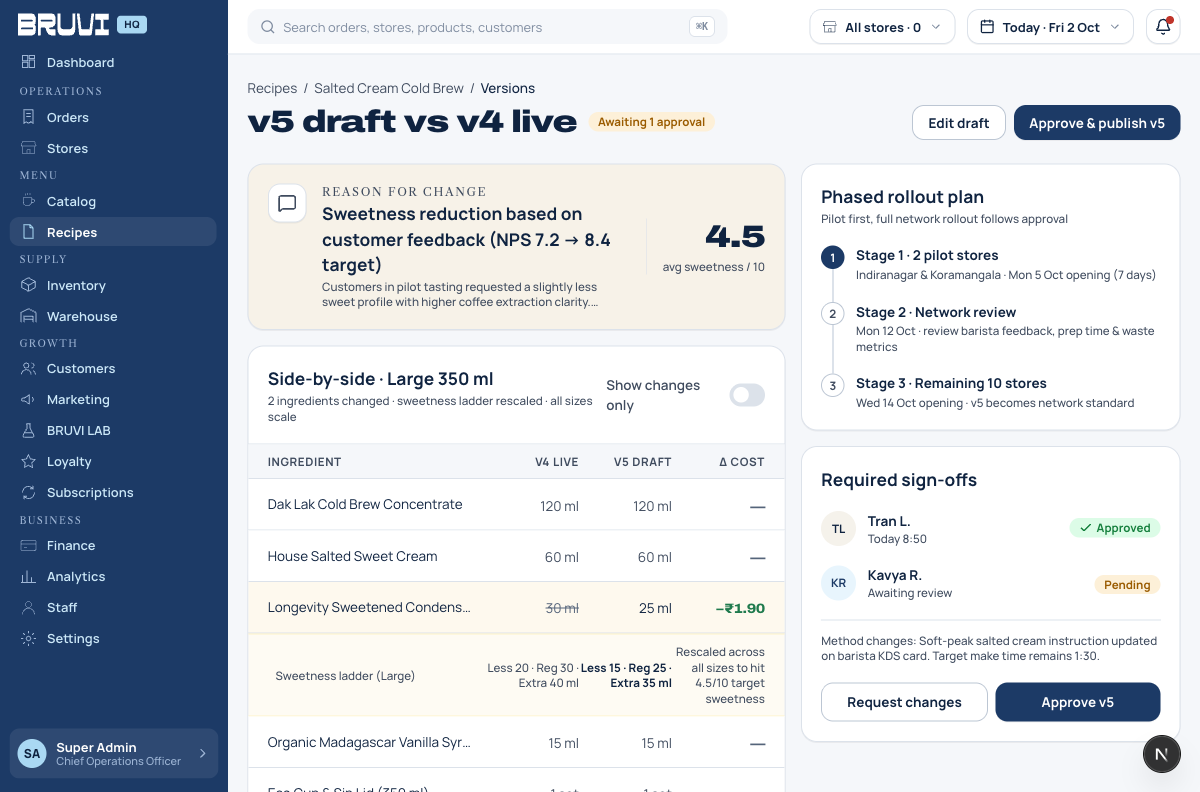 BRUVI HQ
Dashboard
OPERATIONS
Orders
Stores
MENU
Catalog
Recipes
SUPPLY
Inventory
Warehouse
GROWTH
Customers
Marketing
BRUVI LAB
Loyalty
Subscriptions
BUSINESS
Finance
Analytics
Staff
Settings
SA
Super Admin
Chief Operations Officer
Search orders, stores, products, customers
⌘K
All stores · 0
Today · Fri 2 Oct
Recipes / Salted Cream Cold Brew / Versions
v5 draft vs v4 live
Awaiting 1 approval
Edit draft
Approve & publish v5
REASON FOR CHANGE
Sweetness reduction based on
customer feedback (NPS 7.2 → 8.4
target)
Customers in pilot tasting requested a slightly less
sweet profile with higher coffee extraction clarity....
4.5
avg sweetness / 10
Side-by-side · Large 350 ml
2 ingredients changed · sweetness ladder rescaled · all sizes
scale
Show changes
only
INGREDIENT V4 LIVE V5 DRAFT Δ COST
Dak Lak Cold Brew Concentrate 120 ml 120 ml —
House Salted Sweet Cream 60 ml 60 ml —
Longevity Sweetened Condens... 30 ml 25 ml −₹1.90
Sweetness ladder (Large)
Less 20 · Reg 30 ·
Extra 40 ml
Less 15 · Reg 25 ·
Extra 35 ml
Rescaled across
all sizes to hit
4.5/10 target
sweetness
Organic Madagascar Vanilla Syr... 15 ml 15 ml —
Eco Cup & Sip Lid (350 ml) 1 set 1 set
Phased rollout plan
Pilot first, full network rollout follows approval
1
Stage 1 · 2 pilot stores
Indiranagar & Koramangala · Mon 5 Oct opening (7 days)
2
Stage 2 · Network review
Mon 12 Oct · review barista feedback, prep time & waste
metrics
3
Stage 3 · Remaining 10 stores
Wed 14 Oct opening · v5 becomes network standard
Required sign-offs
TL
Tran L.
Today 8:50
Approved
KR
Kavya R.
Awaiting review
Pending
Method changes: Soft-peak salted cream instruction updated
on barista KDS card. Target make time remains 1:30.
Request changes
Approve v5
N